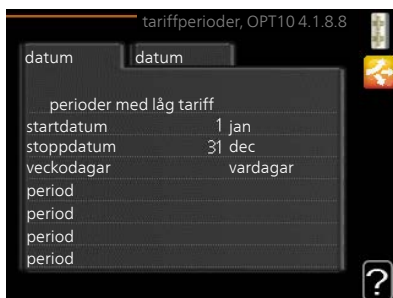 tariffperioder, OPT10 4.1.8.8
datum datum
perioder med låg tariff
startdatum 1 jan
stoppdatum 31 dec
veckodagar vardagar
period
period
period
period
?